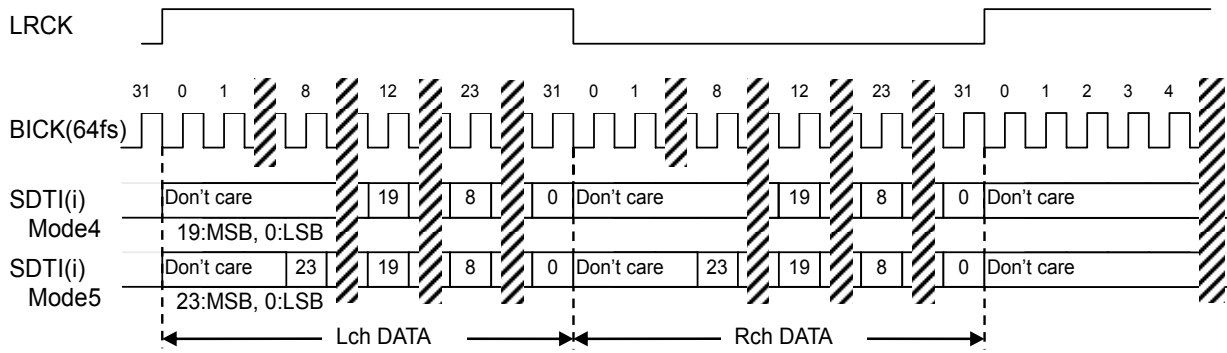 LRCK
31 0 1 8 12 23 31 0 1 8 12 23 31 0 1 2 3 4
BICK(64fs)
SDTI(i) Don't care 19 8 0 Don't care 19 8 0 Don't care
Mode4
19:MSB, 0:LSB
SDTI(i) Don't care 23 19 8 0 Don't care 23 19 8 0 Don't care
Mode5
23:MSB, 0:LSB
Lch DATA Rch DATA